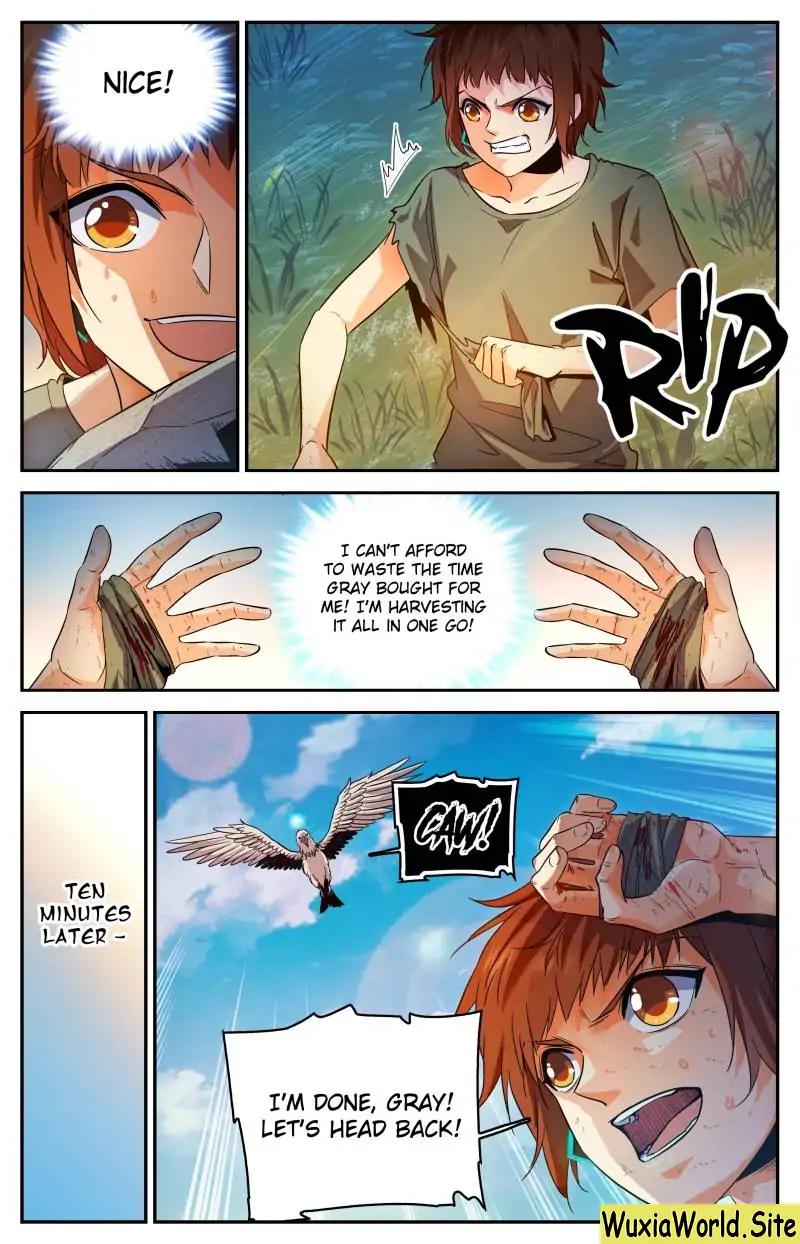 NICE!
RIP
I CAN'T AFFORD
TO WASTE THE TIME
GRAY BOUGHT FOR
ME! I'M HARVESTING
IT ALL IN ONE GO!
TEN
MINUTES
LATER –
CAW!
I'M DONE, GRAY!
LET'S HEAD BACK!
WuxiaWorld.Site